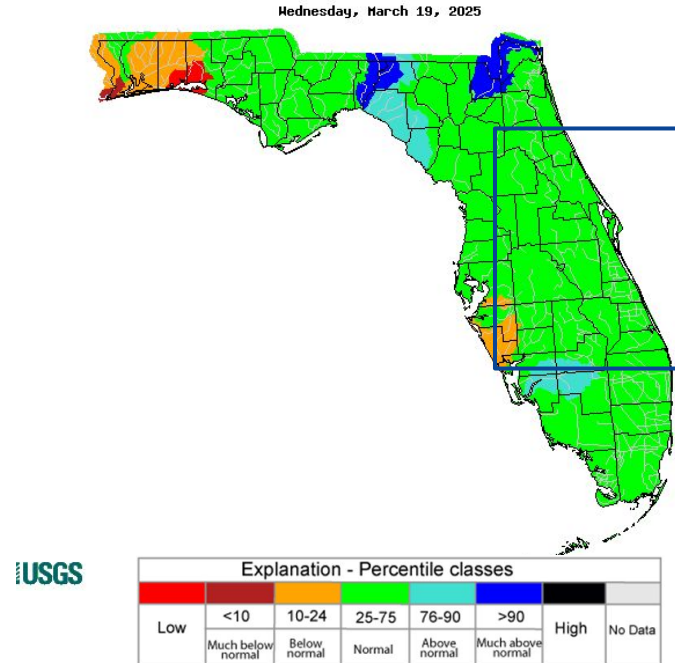 Wednesday, March 19, 2025
USGS
Explanation - Percentile classes
Low
<10
10-24
25-75
76-90
>90
High
No Data
Much below
normal
Below
normal
Normal
Above
normal
Much above
normal